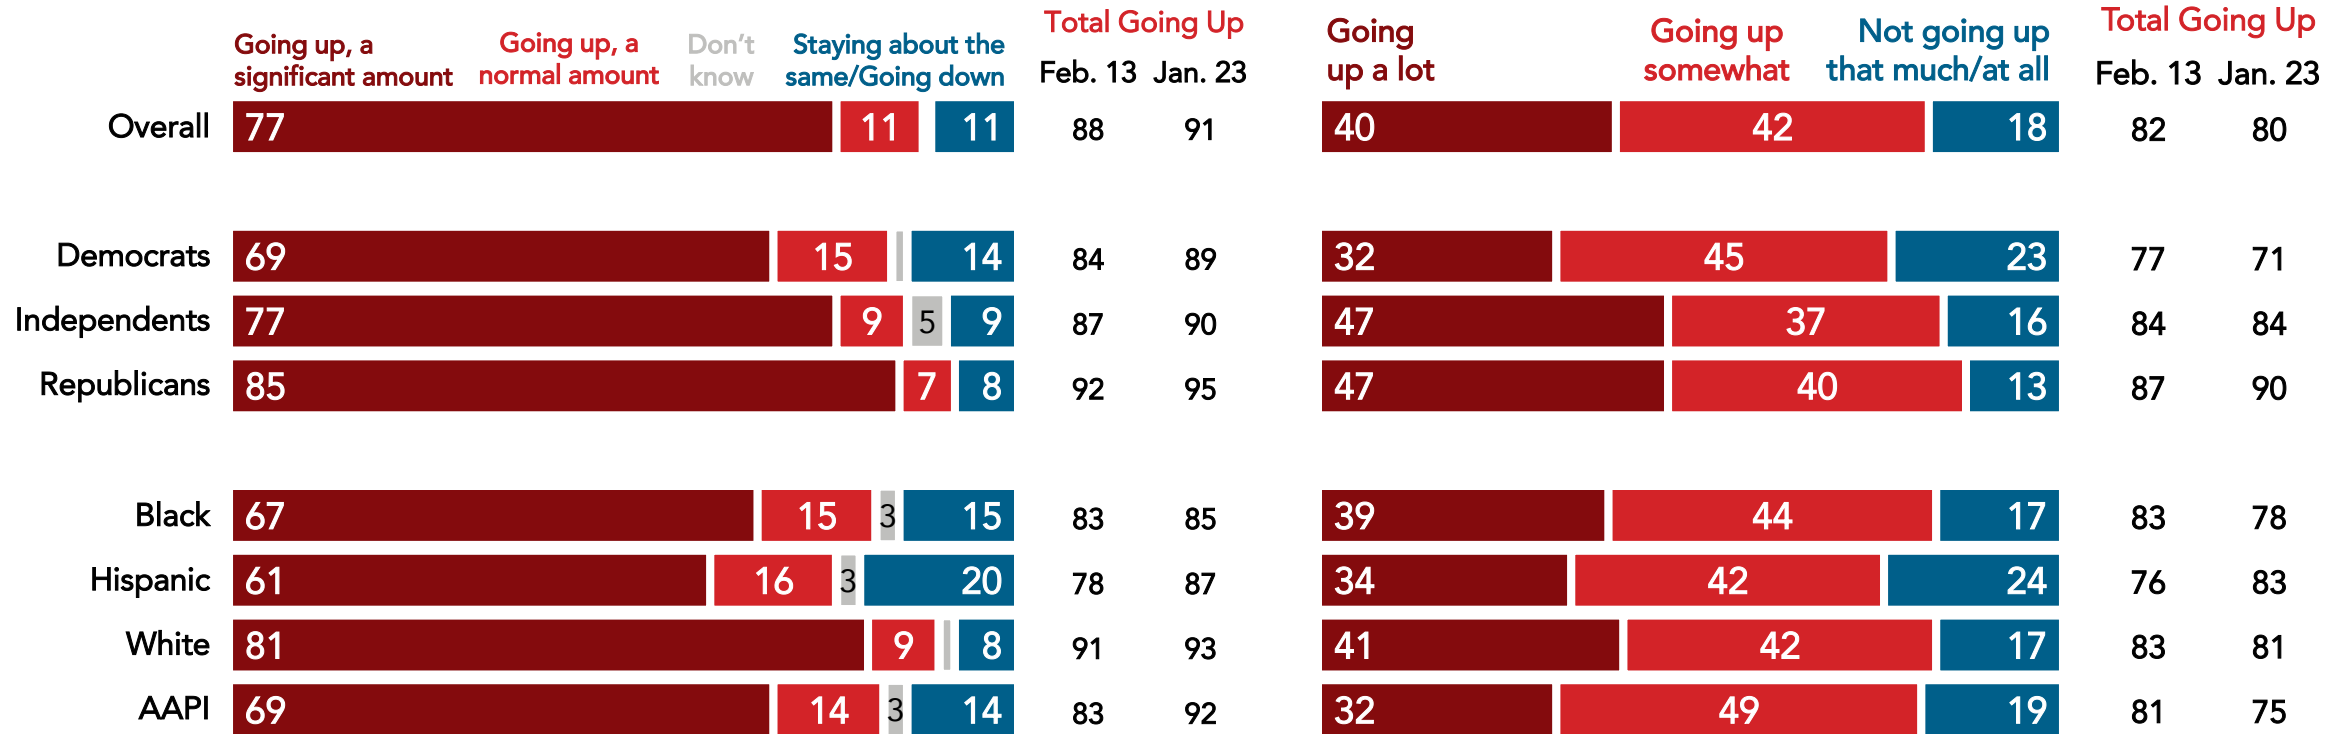 Total Going Up
Total Going Up
Going up, a
significant amount
Going up, a
normal amount
Don't
know
Staying about the
same/Going down
Feb. 13 Jan. 23
Going
up a lot
Going up
somewhat
Not going up
that much/at all
Feb. 13 Jan. 23
Overall 77 11 11 88 91 40 42 18 82 80
Democrats 69 15 14 84 89 32 45 23 77 71
Independents 77 9 5 9 87 90 47 37 16 84 84
Republicans 85 7 8 92 95 47 40 13 87 90
Black 67 15 3 15 83 85 39 44 17 83 78
Hispanic 61 16 3 20 78 87 34 42 24 76 83
White 81 9 8 91 93 41 42 17 83 81
AAPI 69 14 3 14 83 92 32 49 19 81 75